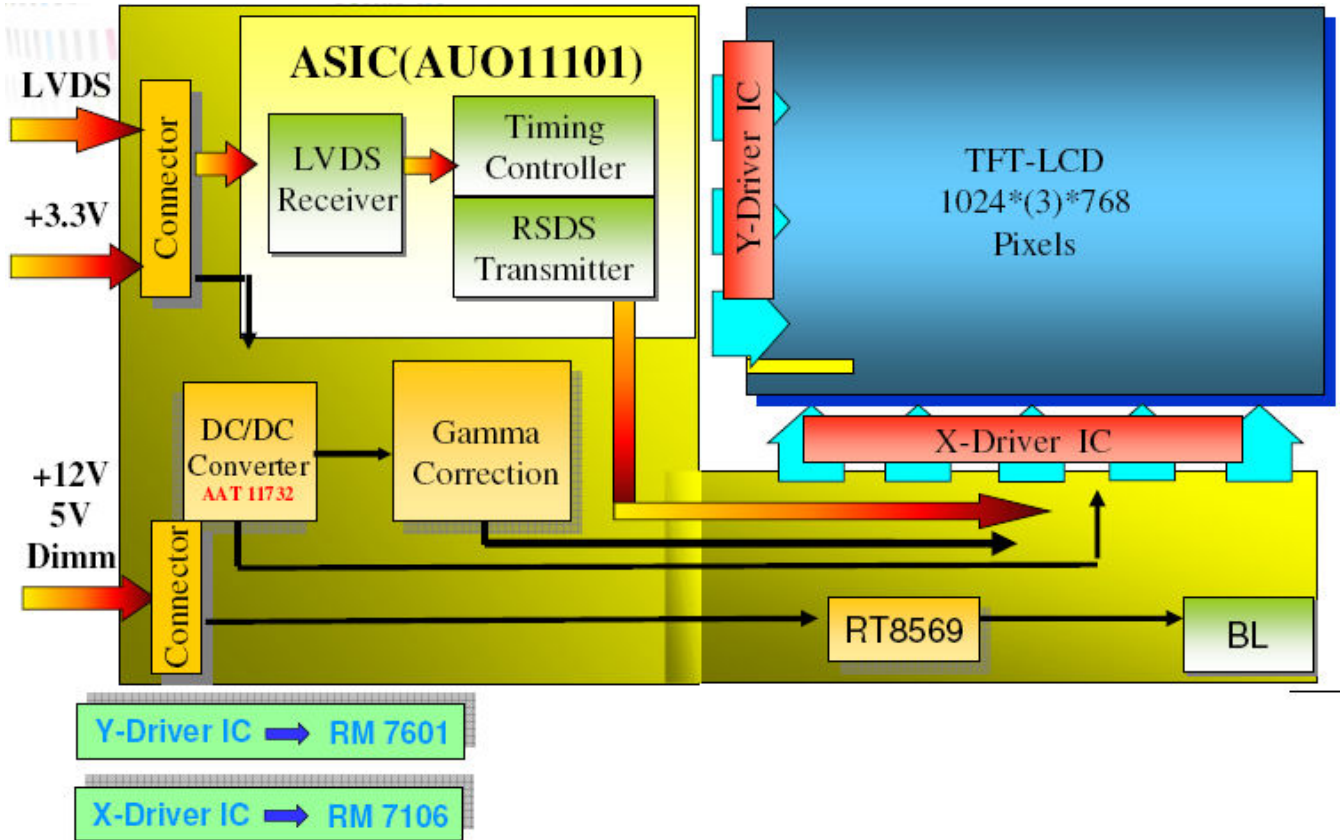 LVDS
+3.3V
Connector
ASIC(AUO11101)
LVDS
Receiver
Timing
Controller
RSDS
Transmitter
Y-Driver IC
TFT-LCD
1024*(3)*768
Pixels
X-Driver IC
DC/DC
Converter
AAT 11732
Gamma
Correction
+12V
5V
Dimm
Connector
RT8569
BL
Y-Driver IC RM 7601
X-Driver IC RM 7106